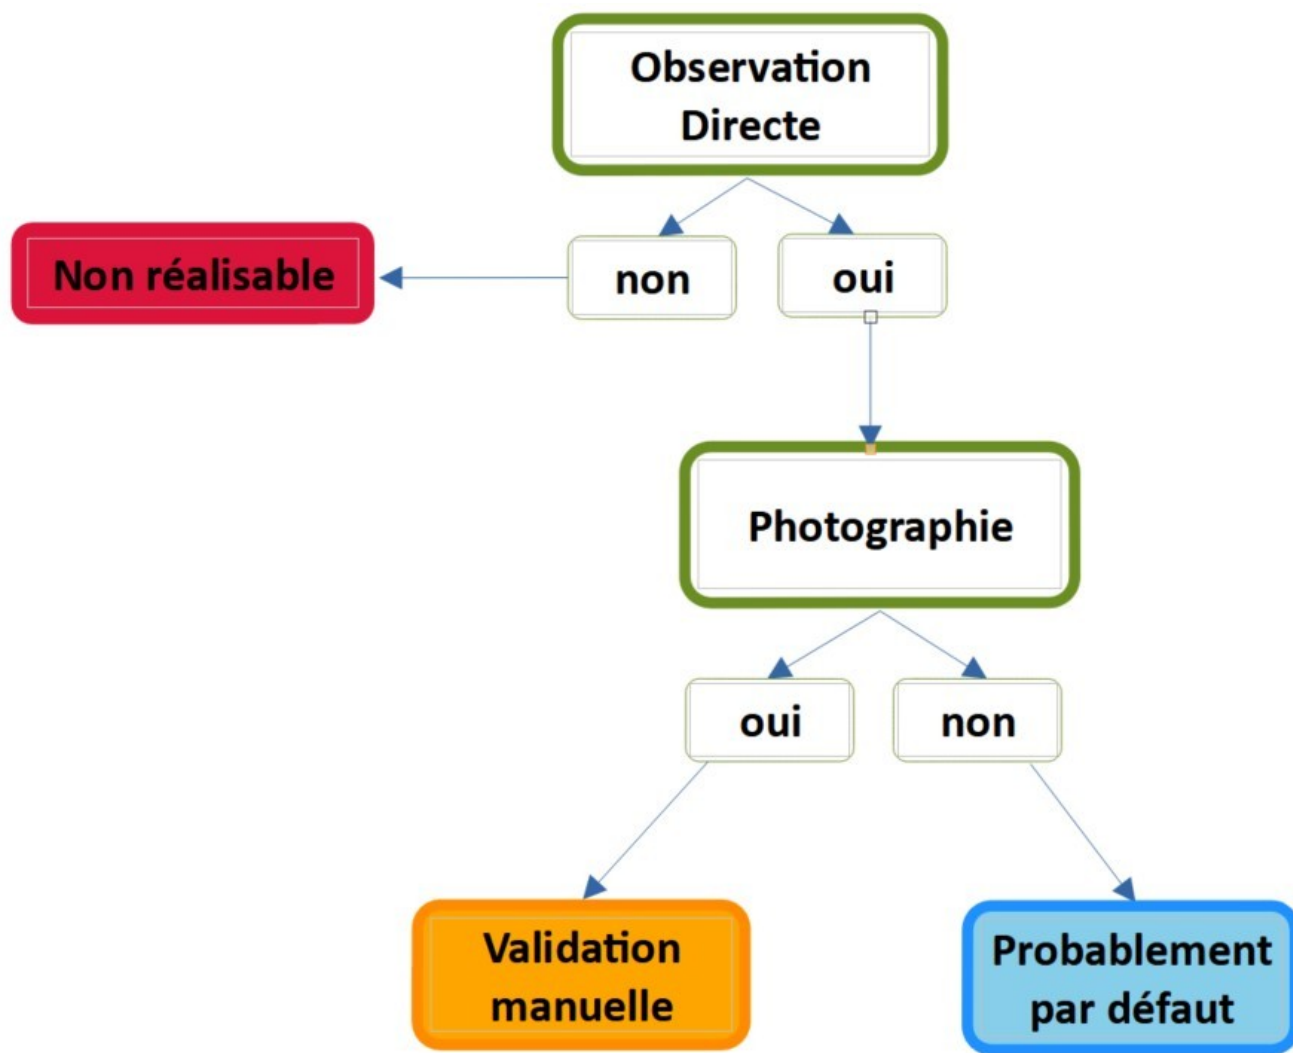 Observation
Directe
Non réalisable
non
oui
Photographie
oui
non
Validation
manuelle
Probablement
par défaut